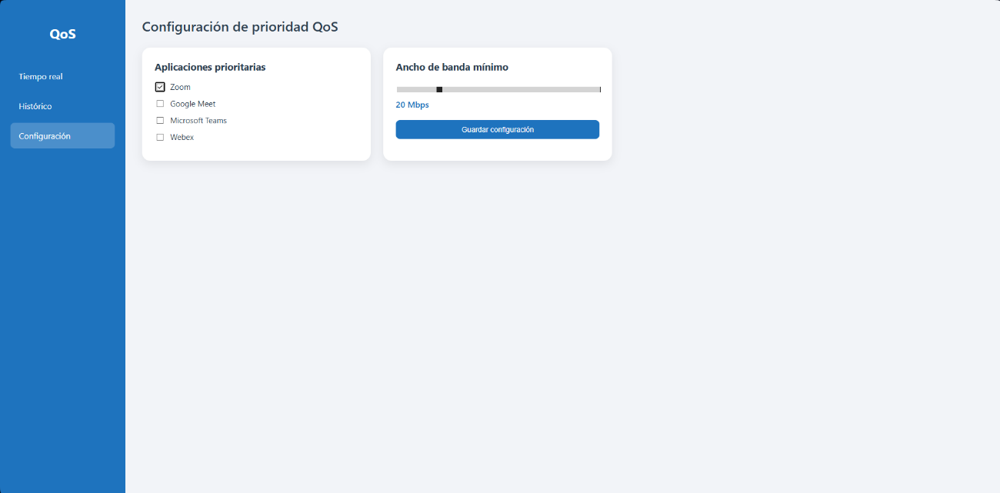 QoS
Tiempo real
Histórico
Configuración
Configuración de prioridad QoS
Aplicaciones prioritarias
Zoom
Google Meet
Microsoft Teams
Webex
Ancho de banda mínimo
20 Mbps
Guardar configuración